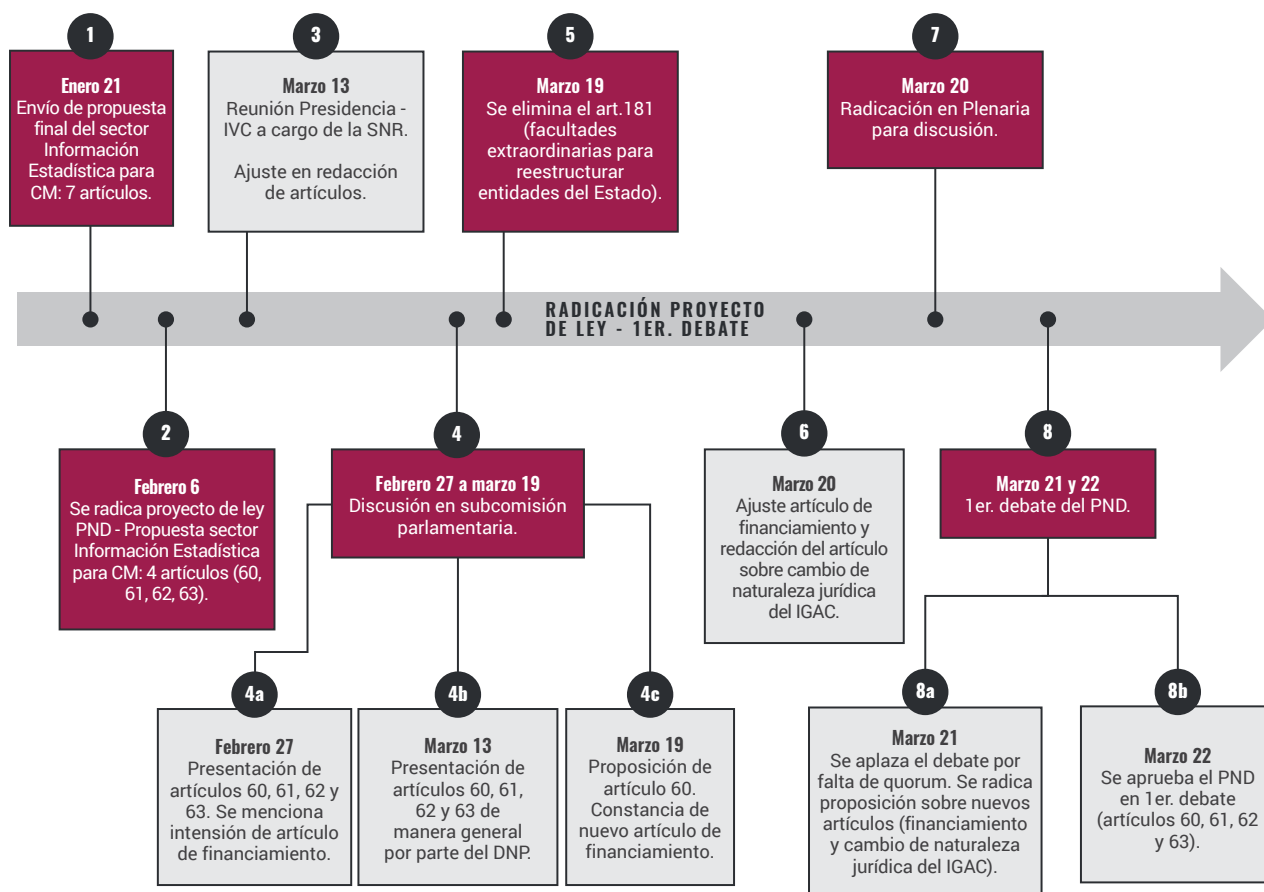 1
Enero 21
Envío de propuesta
final del sector
Información
Estadística para
CM: 7 artículos.
3
Marzo 13
Reunión Presidencia -
IVC a cargo de la SNR.
Ajuste en redacción
de artículos.
5
Marzo 19
Se elimina el art.181
(facultades
extraordinarias para
reestructurar
entidades del Estado).
7
Marzo 20
Radicación en Plenaria
para discusión.
RADICACIÓN PROYECTO
DE LEY - 1ER. DEBATE
2
Febrero 6
Se radica proyecto de ley
PND - Propuesta sector
Información Estadística
para CM: 4 artículos (60,
61, 62, 63).
4
Febrero 27 a marzo 19
Discusión en subcomisión
parlamentaria.
6
Marzo 20
Ajuste artículo de
financiamiento y
redacción del artículo
sobre cambio de
naturaleza jurídica
del IGAC.
8
Marzo 21 y 22
1er. debate del PND.
4a
Febrero 27
Presentación de
artículos 60, 61, 62 y
63. Se menciona
intensión de artículo
de financiamiento.
4b
Marzo 13
Presentación de
artículos 60, 61,
62 y 63 de
manera general
por parte del DNP.
4c
Marzo 19
Proposición de
artículo 60.
Constancia de
nuevo artículo de
financiamiento.
8a
Marzo 21
Se aplaza el debate por
falta de quorum. Se radica
proposición sobre nuevos
artículos (financiamiento
y cambio de naturaleza
jurídica del IGAC).
8b
Marzo 22
Se aprueba el PND
en 1er. debate
(artículos 60, 61, 62
y 63).